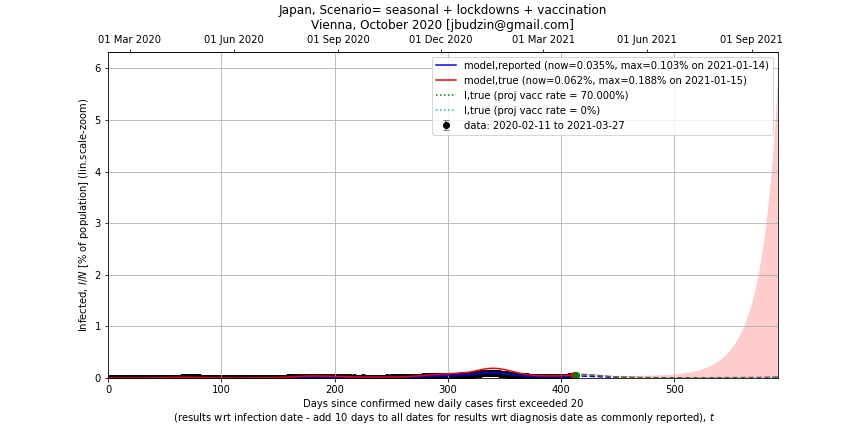 Japan, Scenario= seasonal + lockdowns + vaccination
Vienna, October 2020 [jbudzin@gmail.com]
01 Mar 2020 01 Jun 2020 01 Sep 2020 01 Dec 2020 01 Mar 2021 01 Jun 2021 01 Sep 2021
model,reported (now=0.035%, max=0.103% on 2021-01-14)
model,true (now=0.062%, max=0.188% on 2021-01-15)
I,true (proj vacc rate = 70.000%)
I,true (proj vacc rate = 0%)
data: 2020-02-11 to 2021-03-27
Infected, I/N [% of population] (lin.scale-zoom)
6
5
4
3
2
1
0
0 100 200 300 400 500
Days since confirmed new daily cases first exceeded 20
(results wrt infection date - add 10 days to all dates for results wrt diagnosis date as commonly reported), t